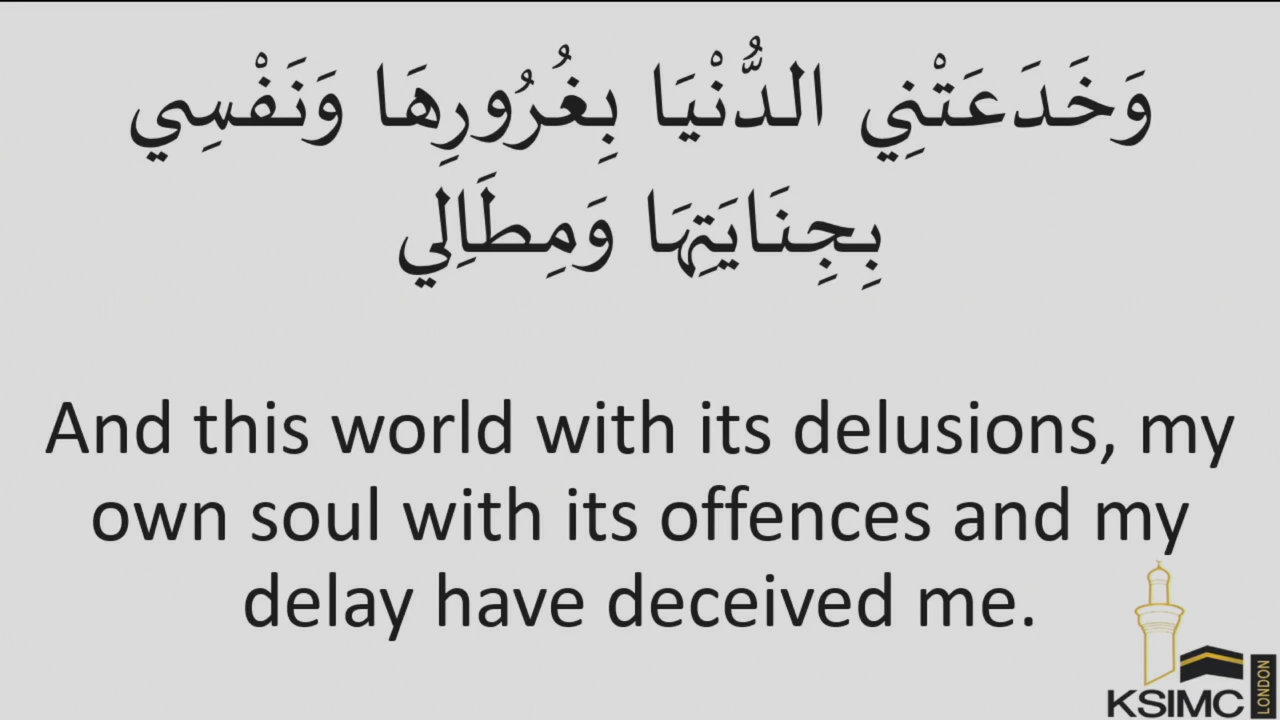 وَخَدَعَتْنِي الدُّنْيَا بِغُرُورِهَا وَنَفْسِي
بِجِنَايَتِهَا وَمِطَالِي
And this world with its delusions, my
own soul with its offences and my
delay have deceived me.
KSIMC
LONDON